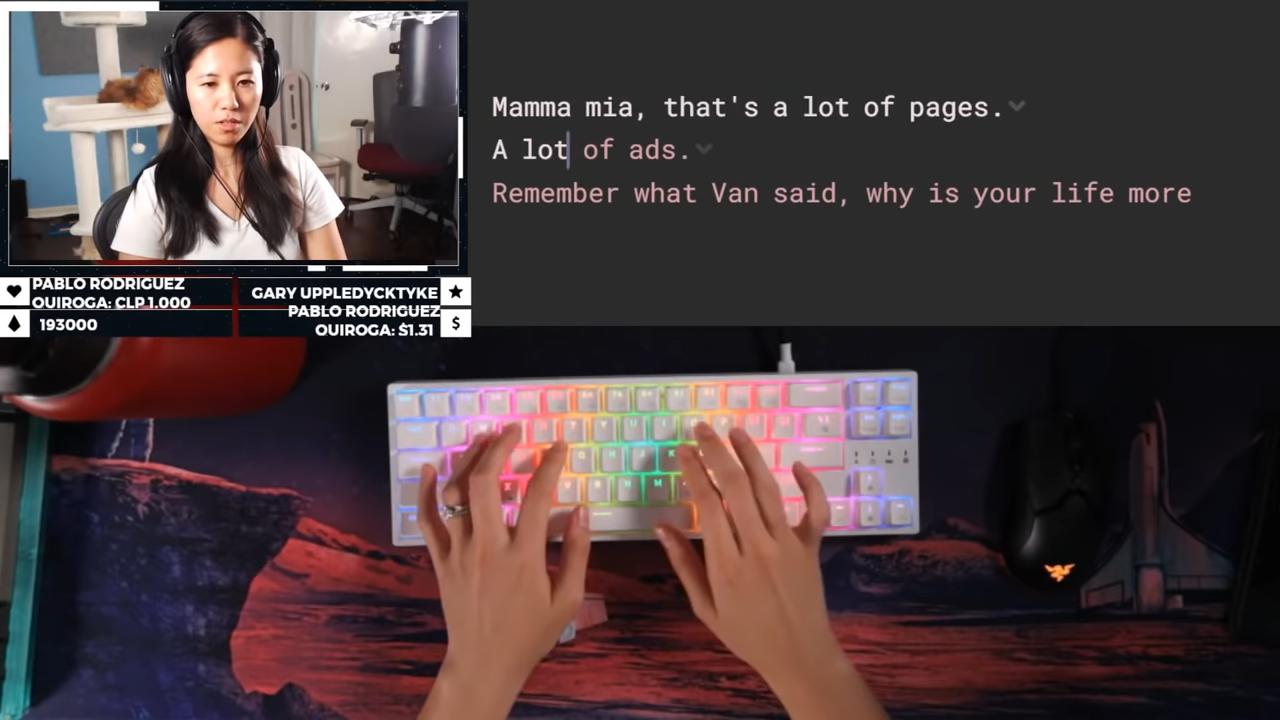 Mamma mia, that's a lot of pages.
A lot of ads.
Remember what Van said, why is your life more
PABLO RODRIGUEZ
QUIROGA: CLP 1.000
GARY UPPLEDYCKTYKE
193000
PABLO RODRIGUEZ
QUIROGA: $1.31